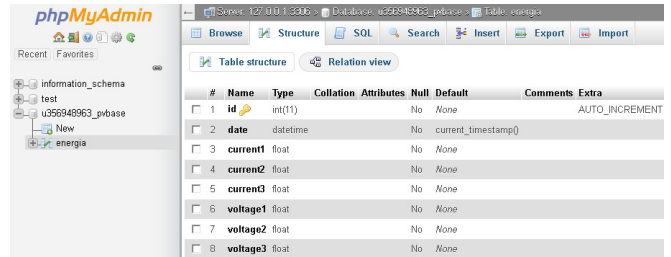 phpMyAdmin
Recent Favorites
information_schema
test
u356948963_pvbase
New
energia
Server: 127.0.0.1:3306 » Database: u356948963_pvbase » Table: energia
Browse Structure SQL Search Insert Export Import
Table structure Relation view
# Name Type Collation Attributes Null Default Comments Extra
1 id int(11) No None AUTO_INCREMENT
2 date datetime No current_timestamp()
3 current1 float No None
4 current2 float No None
5 current3 float No None
6 voltage1 float No None
7 voltage2 float No None
8 voltage3 float No None